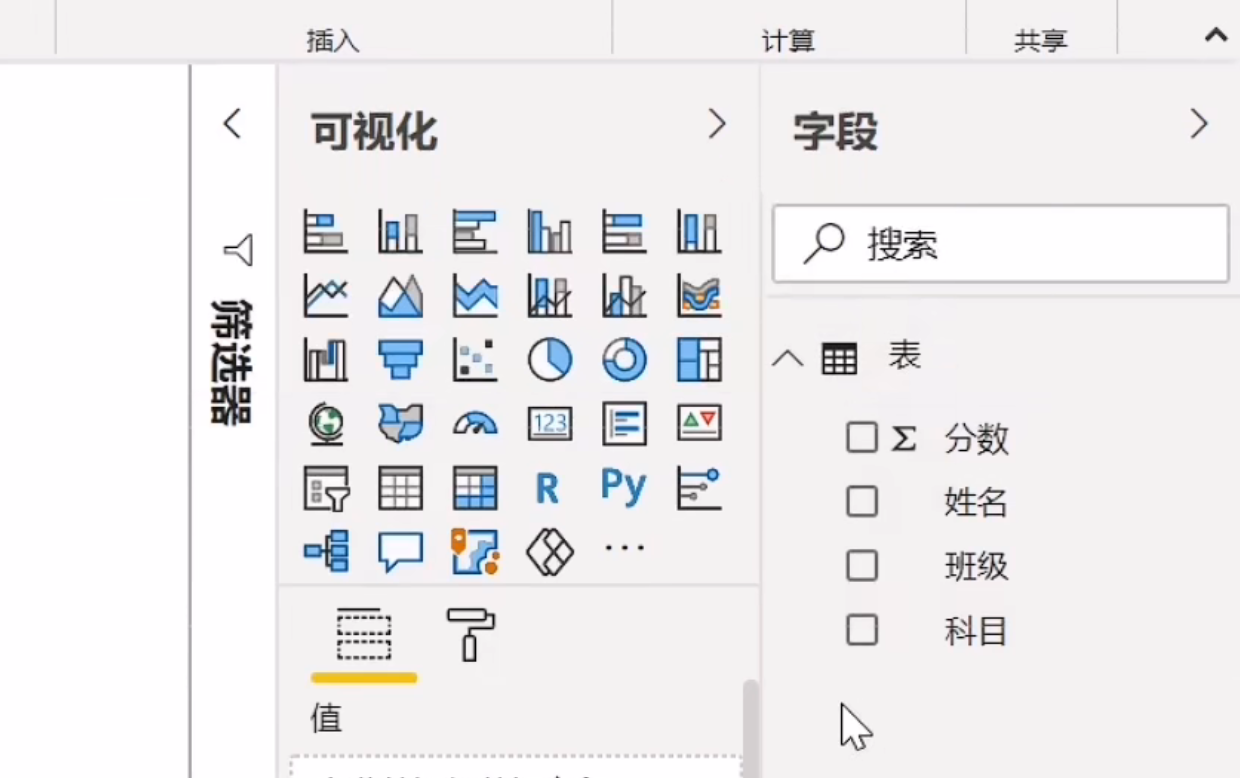 插入
计算
共享
筛选器
可视化
字段
搜索
表
Σ 分数
姓名
班级
科目
123
R
Py
...
值